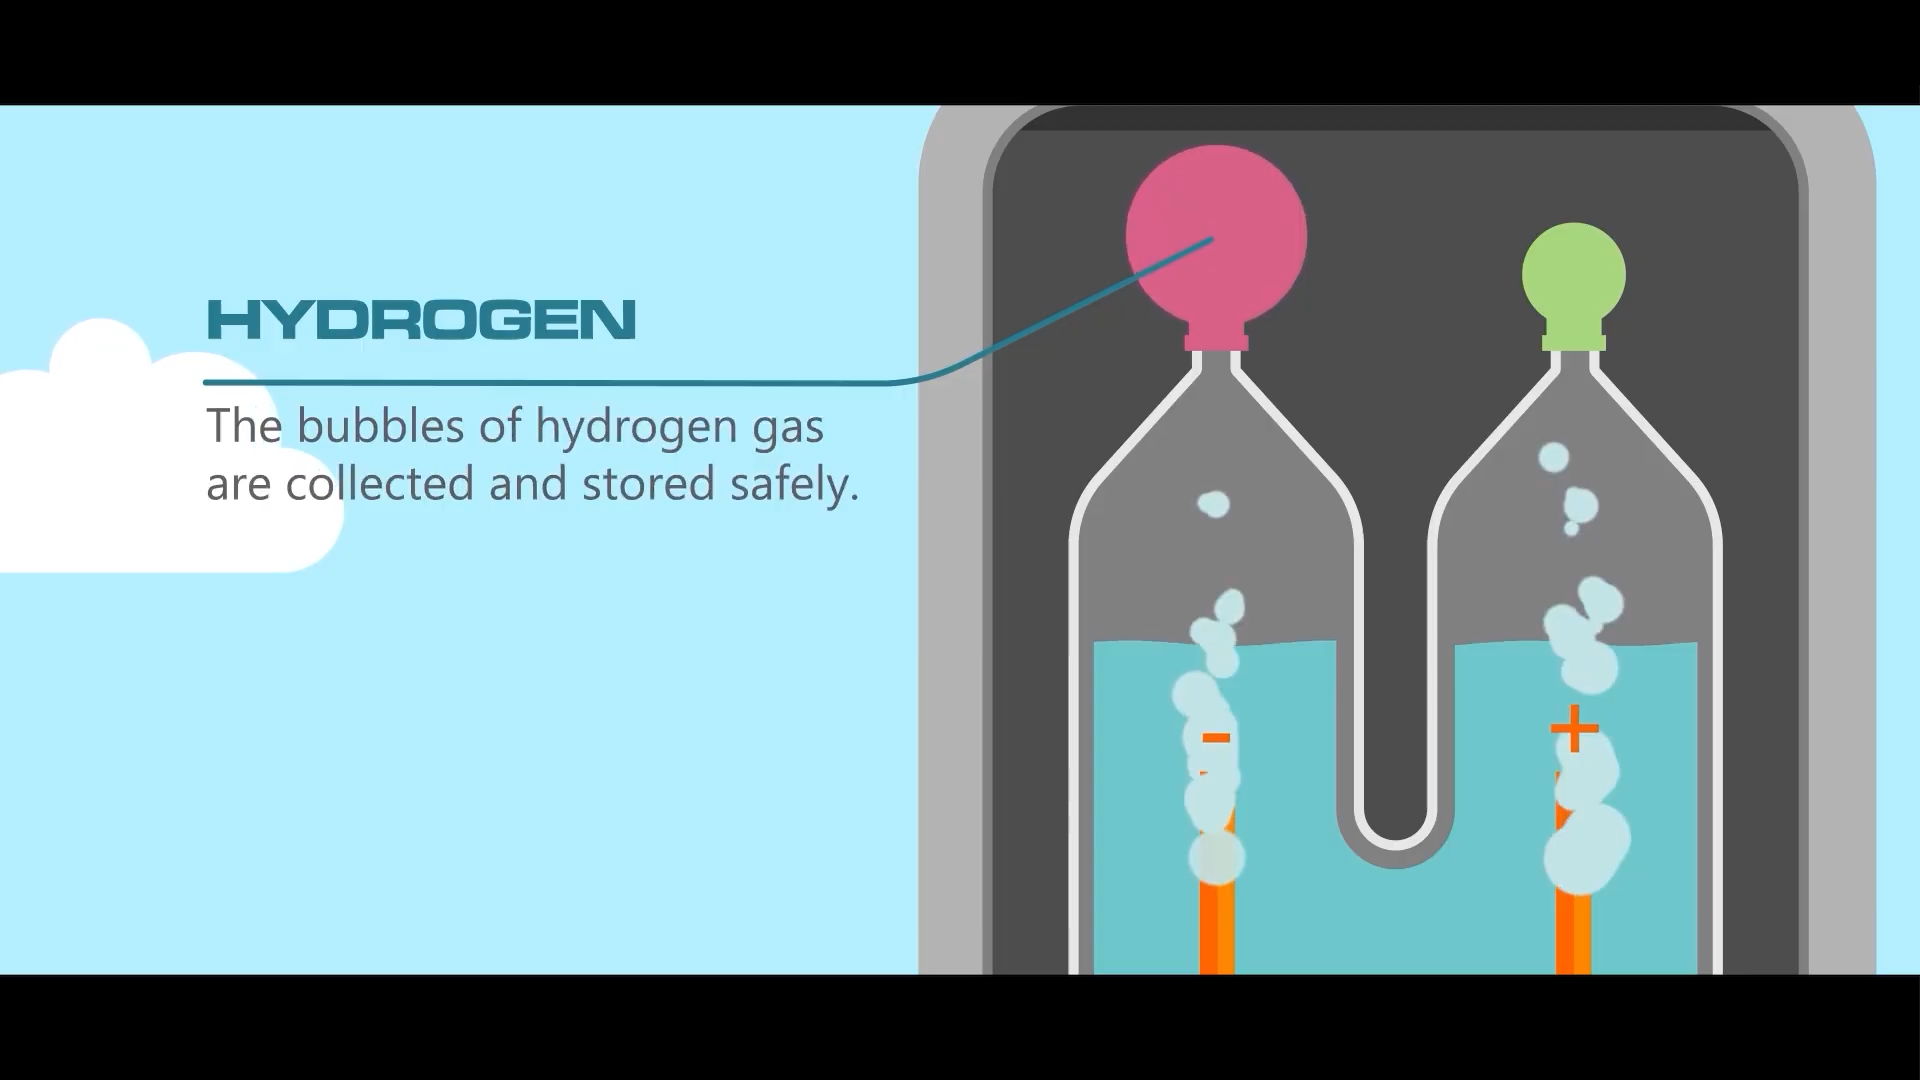 HYDROGEN
The bubbles of hydrogen gas
are collected and stored safely.
-
+